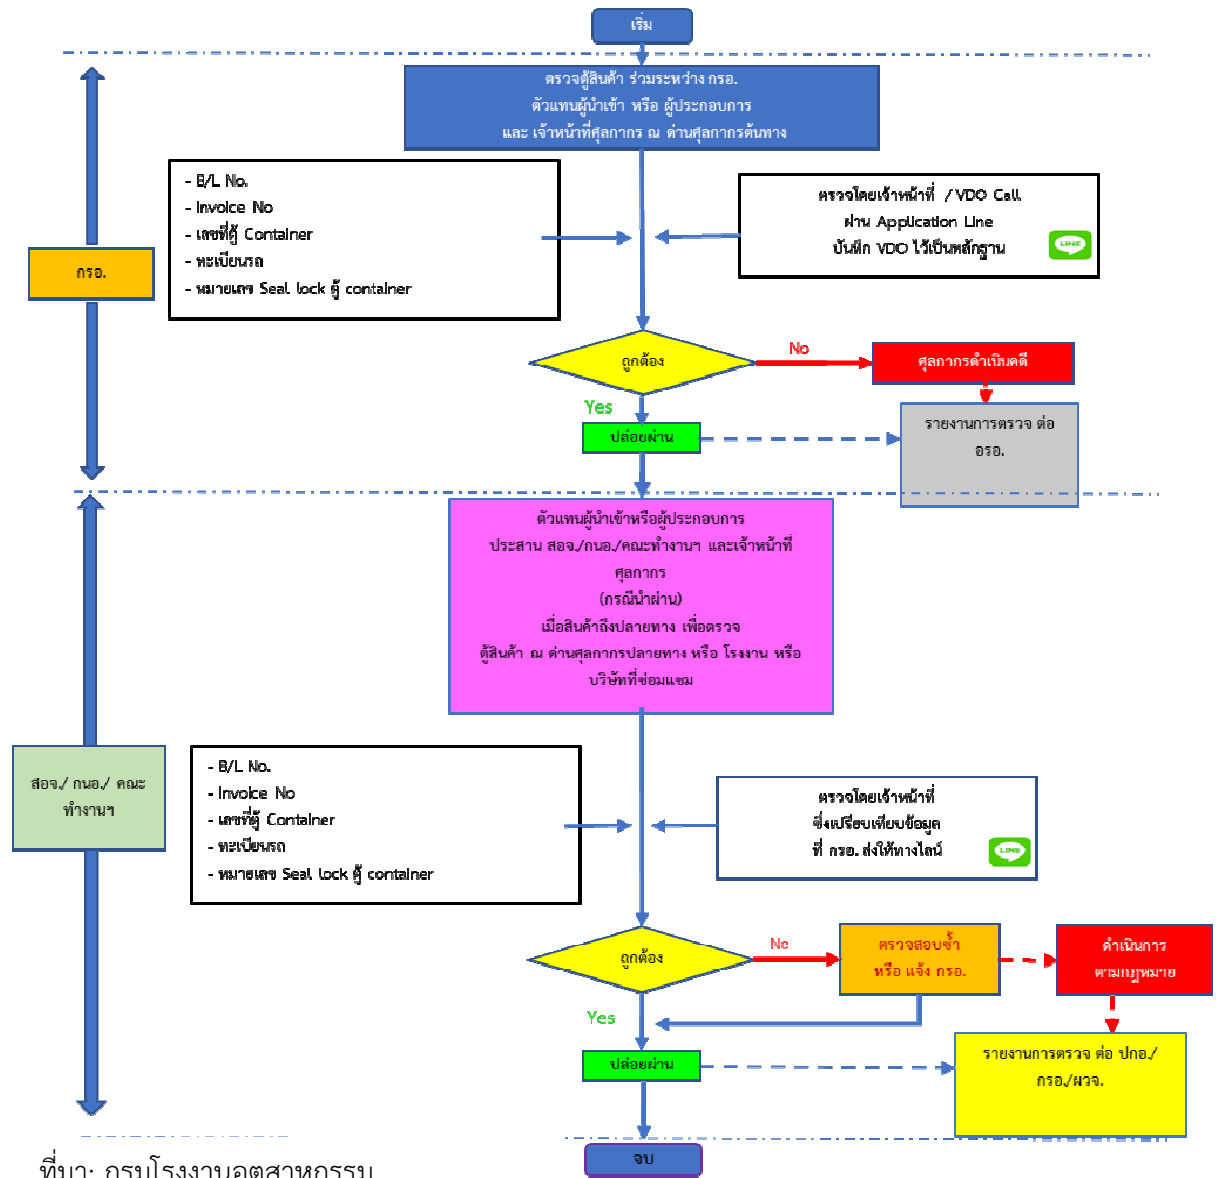 เริ่ม
ตรวจตู้สินค้า ร่วมระหว่าง กรอ.
ตัวแทนผู้นำเข้า หรือ ผู้ประกอบการ
และ เจ้าหน้าที่ศุลกากร ณ ด่านศุลกากรต้นทาง
- B/L No.
- Invoice No
- เลขที่ตู้ Container
- ทะเบียนรถ
- หมายเลข Seal lock ตู้ container
ตรวจโดยเจ้าหน้าที่ / VDO Call
ผ่าน Application Line
บันทึก VDO ไว้เป็นหลักฐาน
LINE
กรอ.
ถูกต้อง
No
ศุลกากรดำเนินคดี
Yes
ปล่อยผ่าน
รายงานการตรวจ ต่อ
อรอ.
ตัวแทนผู้นำเข้าหรือผู้ประกอบการ
ประสาน สอจ./กนอ./คณะทำงานฯ และเจ้าหน้าที่
ศุลกากร
(กรณีนำผ่าน)
เมื่อสินค้าถึงปลายทาง เพื่อตรวจ
ตู้สินค้า ณ ด่านศุลกากรปลายทาง หรือ โรงงาน หรือ
บริษัทที่ซ่อมแซม
สอจ./ กนอ./ คณะ
ทำงานฯ
- B/L No.
- Invoice No
- เลขที่ตู้ Container
- ทะเบียนรถ
- หมายเลข Seal lock ตู้ container
ตรวจโดยเจ้าหน้าที่
ซึ่งเปรียบเทียบข้อมูล
ที่ กรอ. ส่งให้ทางไลน์
LINE
ถูกต้อง
No
ตรวจสอบซ้ำ
หรือ แจ้ง กรอ.
ดำเนินการ
ตามกฎหมาย
Yes
ปล่อยผ่าน
รายงานการตรวจ ต่อ ปกอ./
กรอ./ผวจ.
จบ
ที่มา: กรมโรงงานอุตสาหกรรม